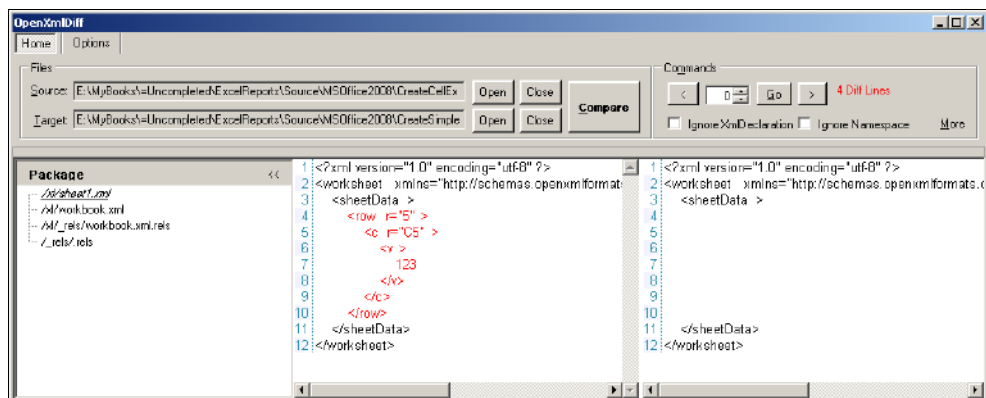 OpenXmlDiff
Home Options
Files
Source: E:\MyBooks\=Uncompleted\ExcelReports\Source\MSOffice2008\CreateCellEx Open Close
Target: E:\MyBooks\=Uncompleted\ExcelReports\Source\MSOffice2008\CreateSimple Open Close
Compare
Commands
< 0 Go > 4 Diff Lines
Ignore XmlDeclaration Ignore Namespace More
Package <<
/xl/sheet1.xml
/xl/workbook.xml
/xl/_rels/workbook.xml.rels
/_rels/.rels
1 <?xml version="1.0" encoding="utf-8" ?>
2 <worksheet xmlns="http://schemas.openxmlformats
3 <sheetData >
4 <row r="5" >
5 <c r="C5" >
6 <v >
7 123
8 </v>
9 </c>
10 </row>
11 </sheetData>
12 </worksheet>
1 <?xml version="1.0" encoding="utf-8" ?>
2 <worksheet xmlns="http://schemas.openxmlformats.o
3 <sheetData >
4
5
6
7
8
9
10
11 </sheetData>
12 </worksheet>